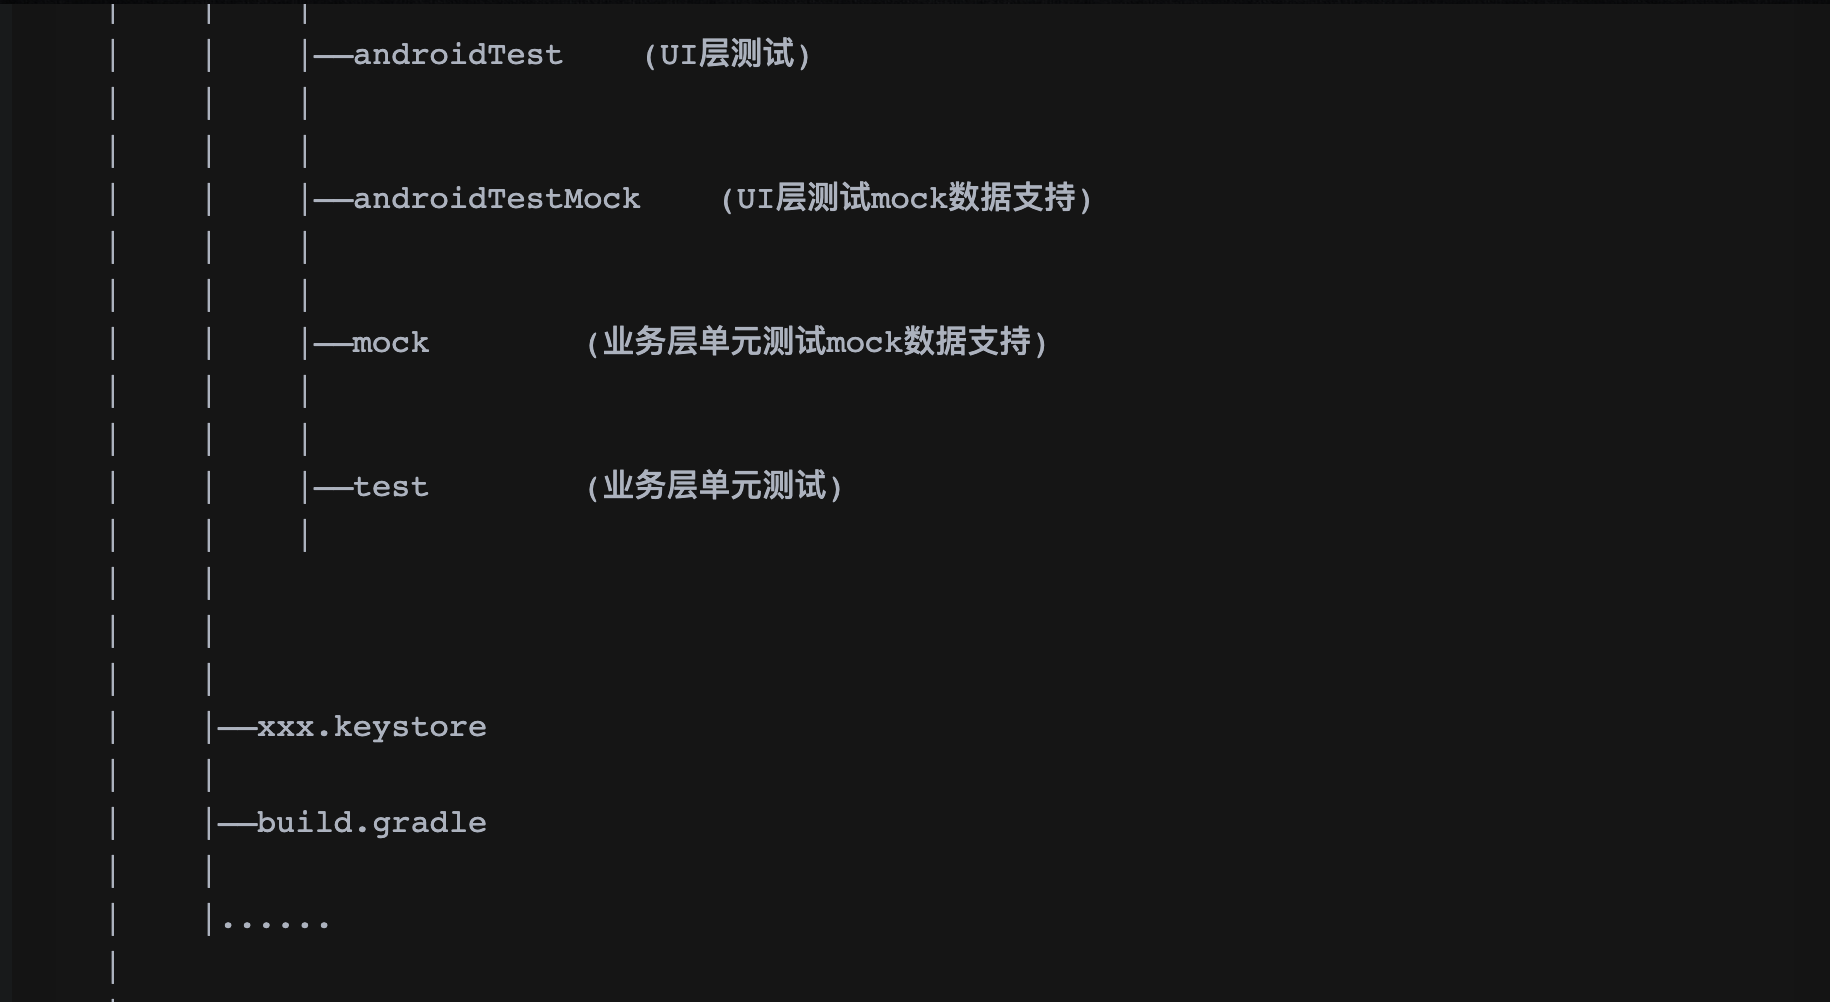 | | |
| | |——androidTest (UI层测试)
| | |
| | |
| | |——androidTestMock (UI层测试mock数据支持)
| | |
| | |
| | |——mock (业务层单元测试mock数据支持)
| | |
| | |
| | |——test (业务层单元测试)
| | |
| |
| |
| |
| |——xxx.keystore
| |
| |——build.gradle
| |
| |......
|
|